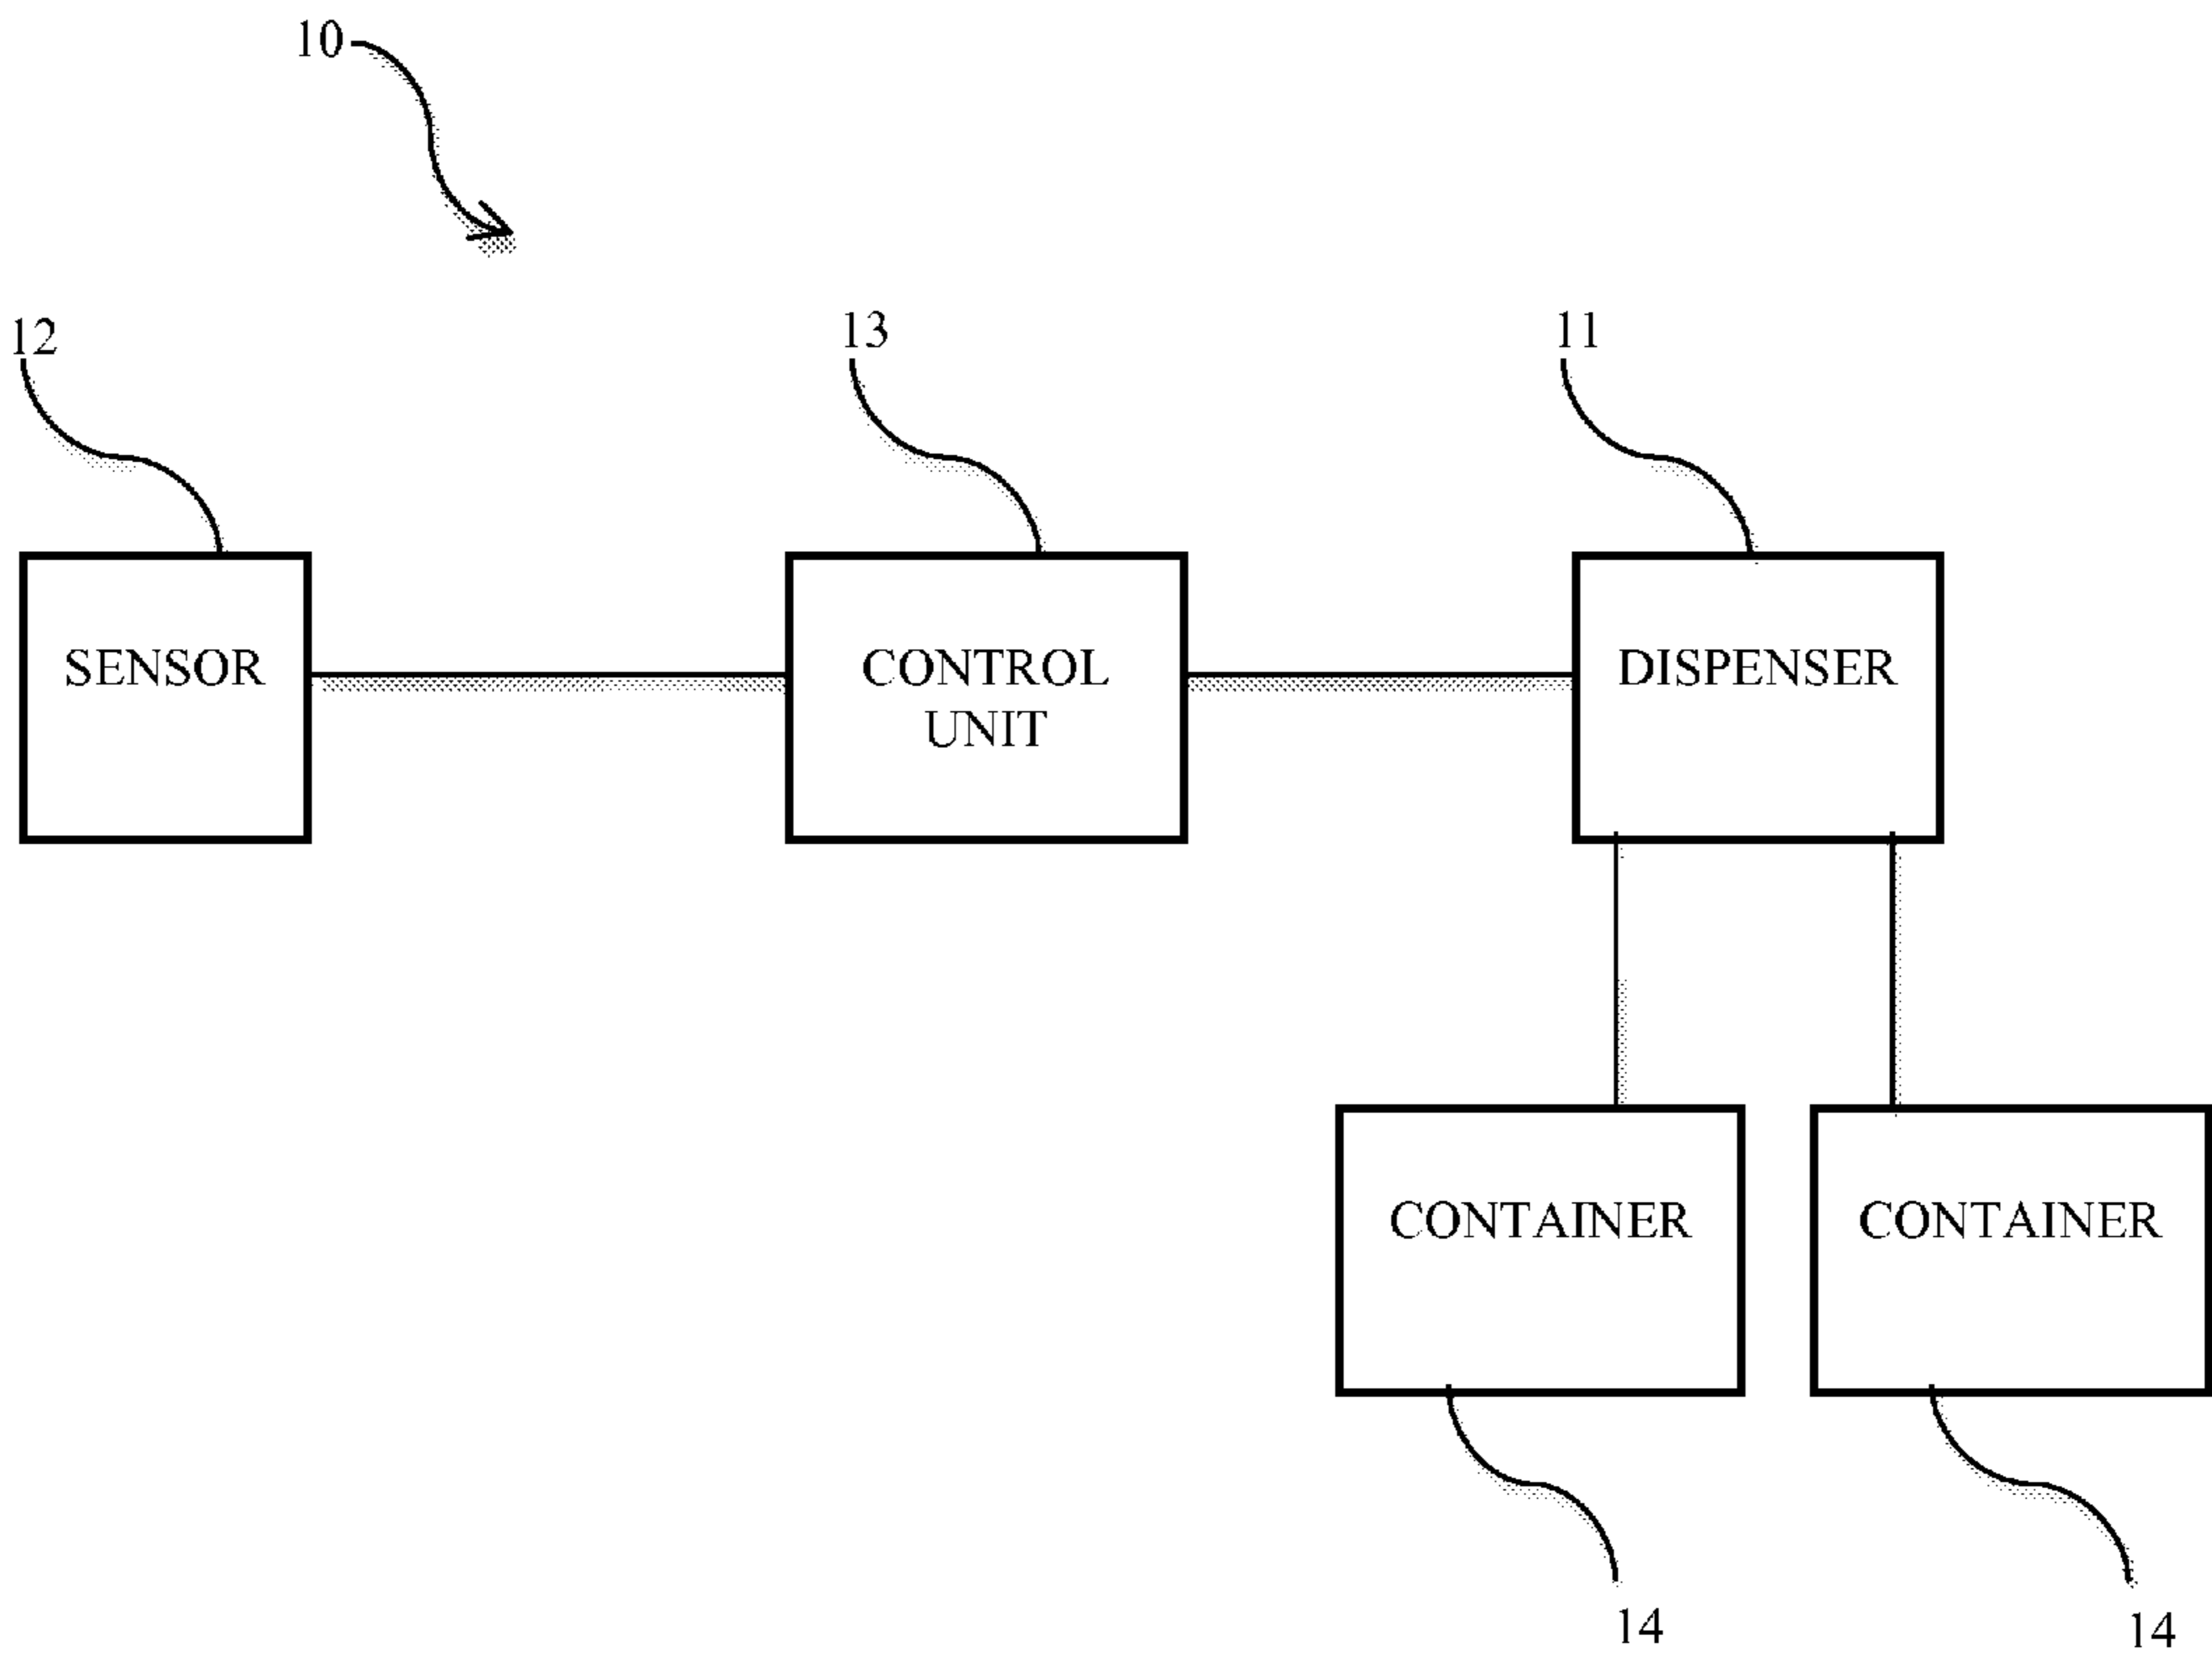 10
12
13
11
SENSOR
CONTROL
UNIT
DISPENSER
CONTAINER
CONTAINER
14
14